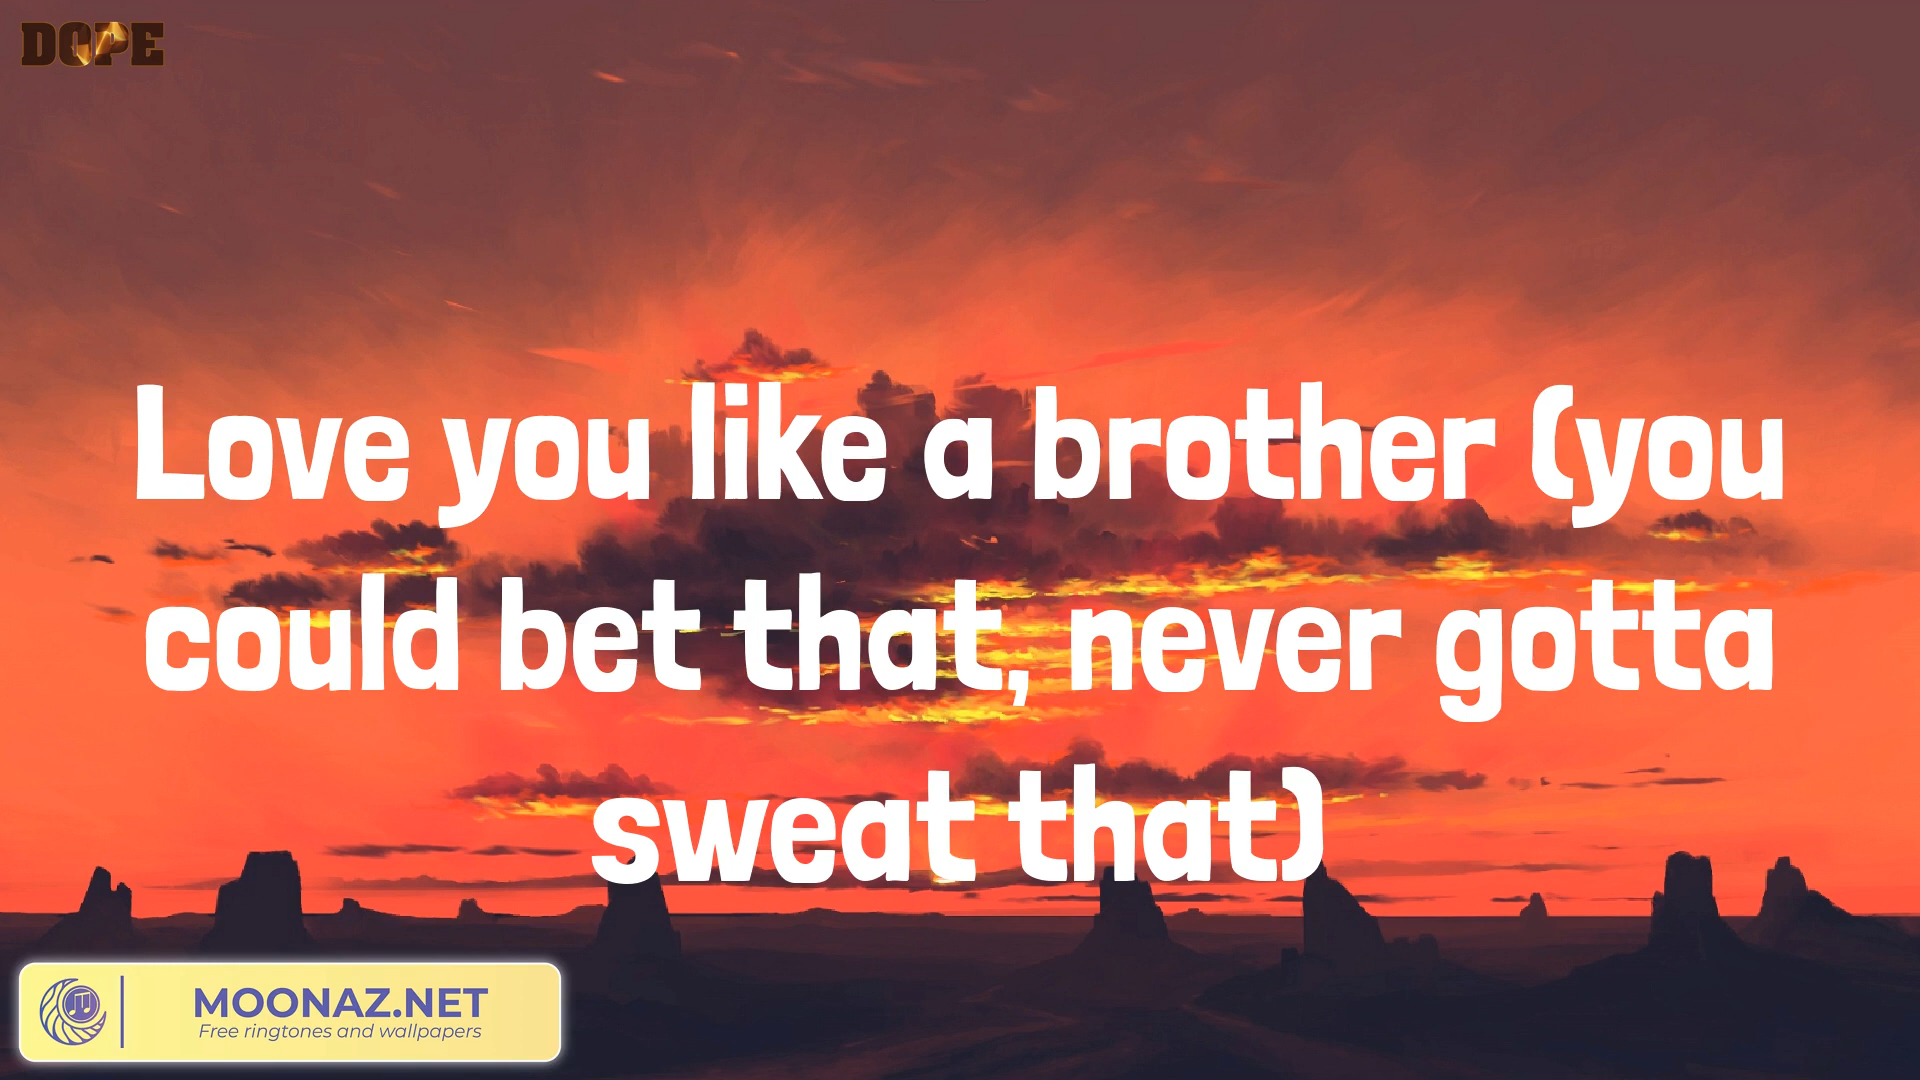 DOPE
Love you like a brother (you
could bet that, never gotta
sweat that)
MOONAZ.NET
Free ringtones and wallpapers